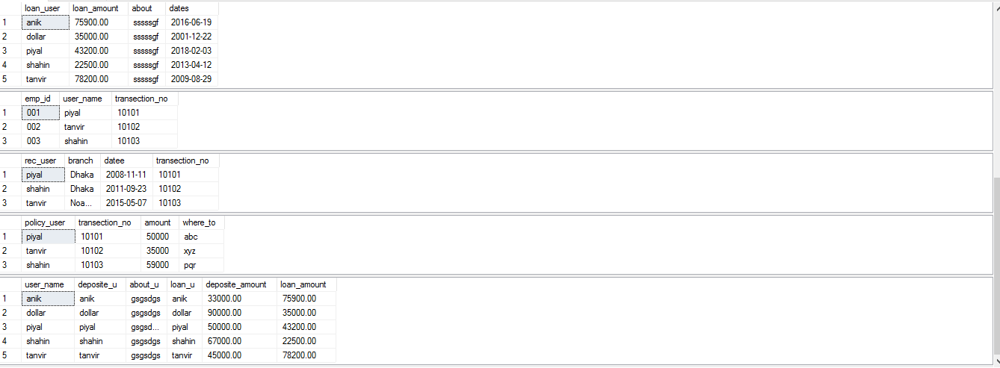 loan_user loan_amount about dates
1 anik 75900.00 sssssgf 2016-06-19
2 dollar 35000.00 sssssgf 2001-12-22
3 piyal 43200.00 sssssgf 2018-02-03
4 shahin 22500.00 sssssgf 2013-04-12
5 tanvir 78200.00 sssssgf 2009-08-29
emp_id user_name transection_no
1 001 piyal 10101
2 002 tanvir 10102
3 003 shahin 10103
rec_user branch datee transection_no
1 piyal Dhaka 2008-11-11 10101
2 shahin Dhaka 2011-09-23 10102
3 tanvir Noa... 2015-05-07 10103
policy_user transection_no amount where_to
1 piyal 10101 50000 abc
2 tanvir 10102 35000 xyz
3 shahin 10103 59000 pqr
user_name deposite_u about_u loan_u deposite_amount loan_amount
1 anik anik gsgsdgs anik 33000.00 75900.00
2 dollar dollar gsgsdgs dollar 90000.00 35000.00
3 piyal piyal gsgsd... piyal 50000.00 43200.00
4 shahin shahin gsgsdgs shahin 67000.00 22500.00
5 tanvir tanvir gsgsdgs tanvir 45000.00 78200.00